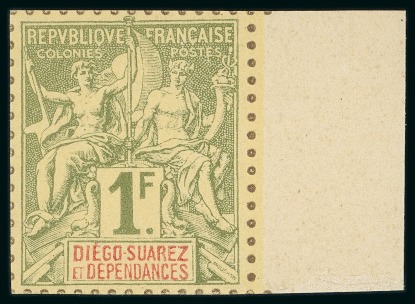 REPVBLIQVE FRANÇAISE
COLONIES POSTES
1F.
DIÉGO-SUAREZ
ET DÉPENDANCES